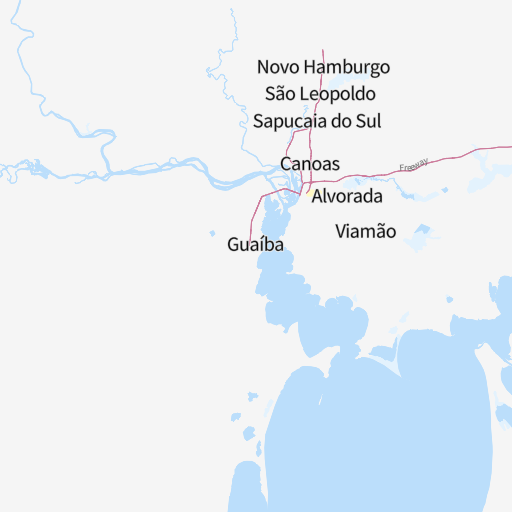 Novo Hamburgo
São Leopoldo
Sapucaia do Sul
Canoas
Freeway
Alvorada
Viamão
Guaíba